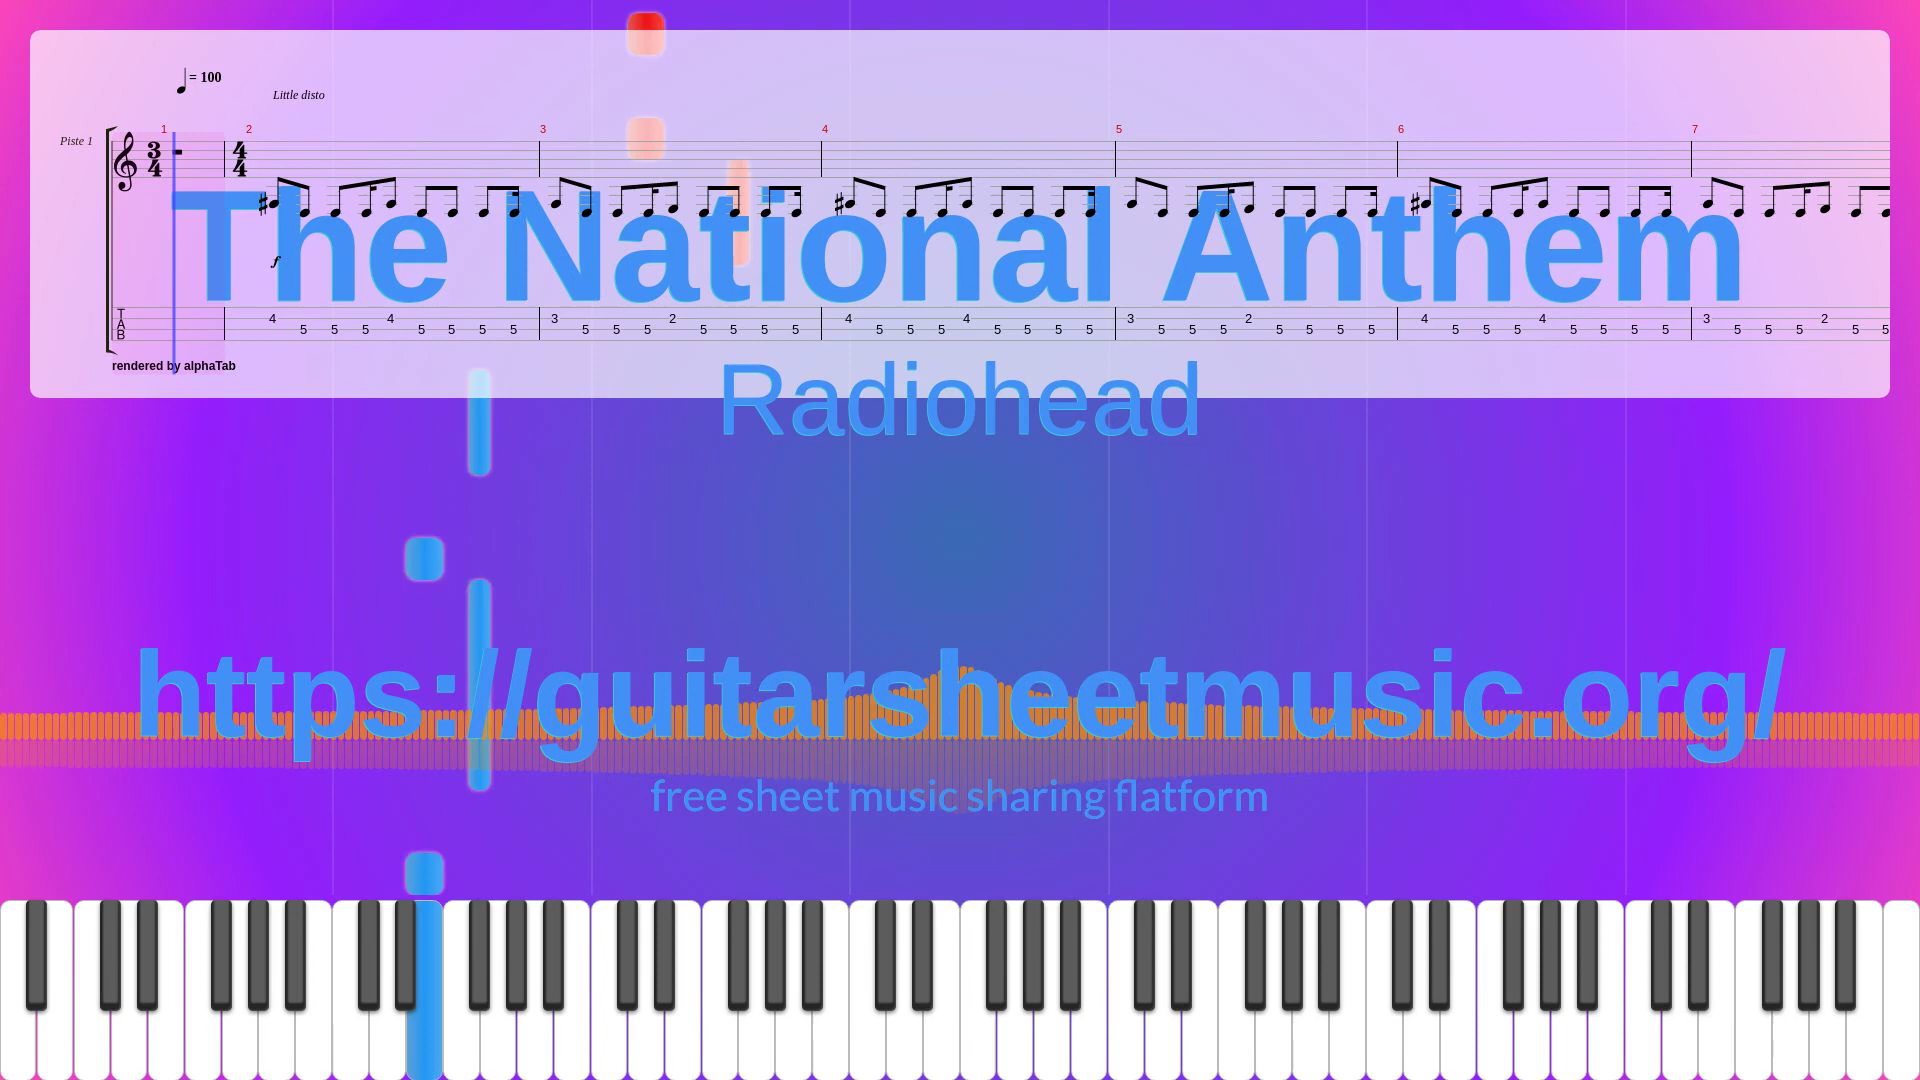 = 100
Little disto
1 2 3 4 5 6 7
Piste 1
3 4
4 4
The National Anthem
f
T A B
4 5 5 5 4 5 5 5 5 3 5 5 5 2 5 5 5 5 4 5 5 5 4 5 5 5 5 3 5 5 5 2 5 5 5 5 4 5 5 5 4 5 5 5 5 3 5 5 5 2 5 5
rendered by alphaTab
Radiohead
https://guitarsheetmusic.org/
free sheet music sharing flatform